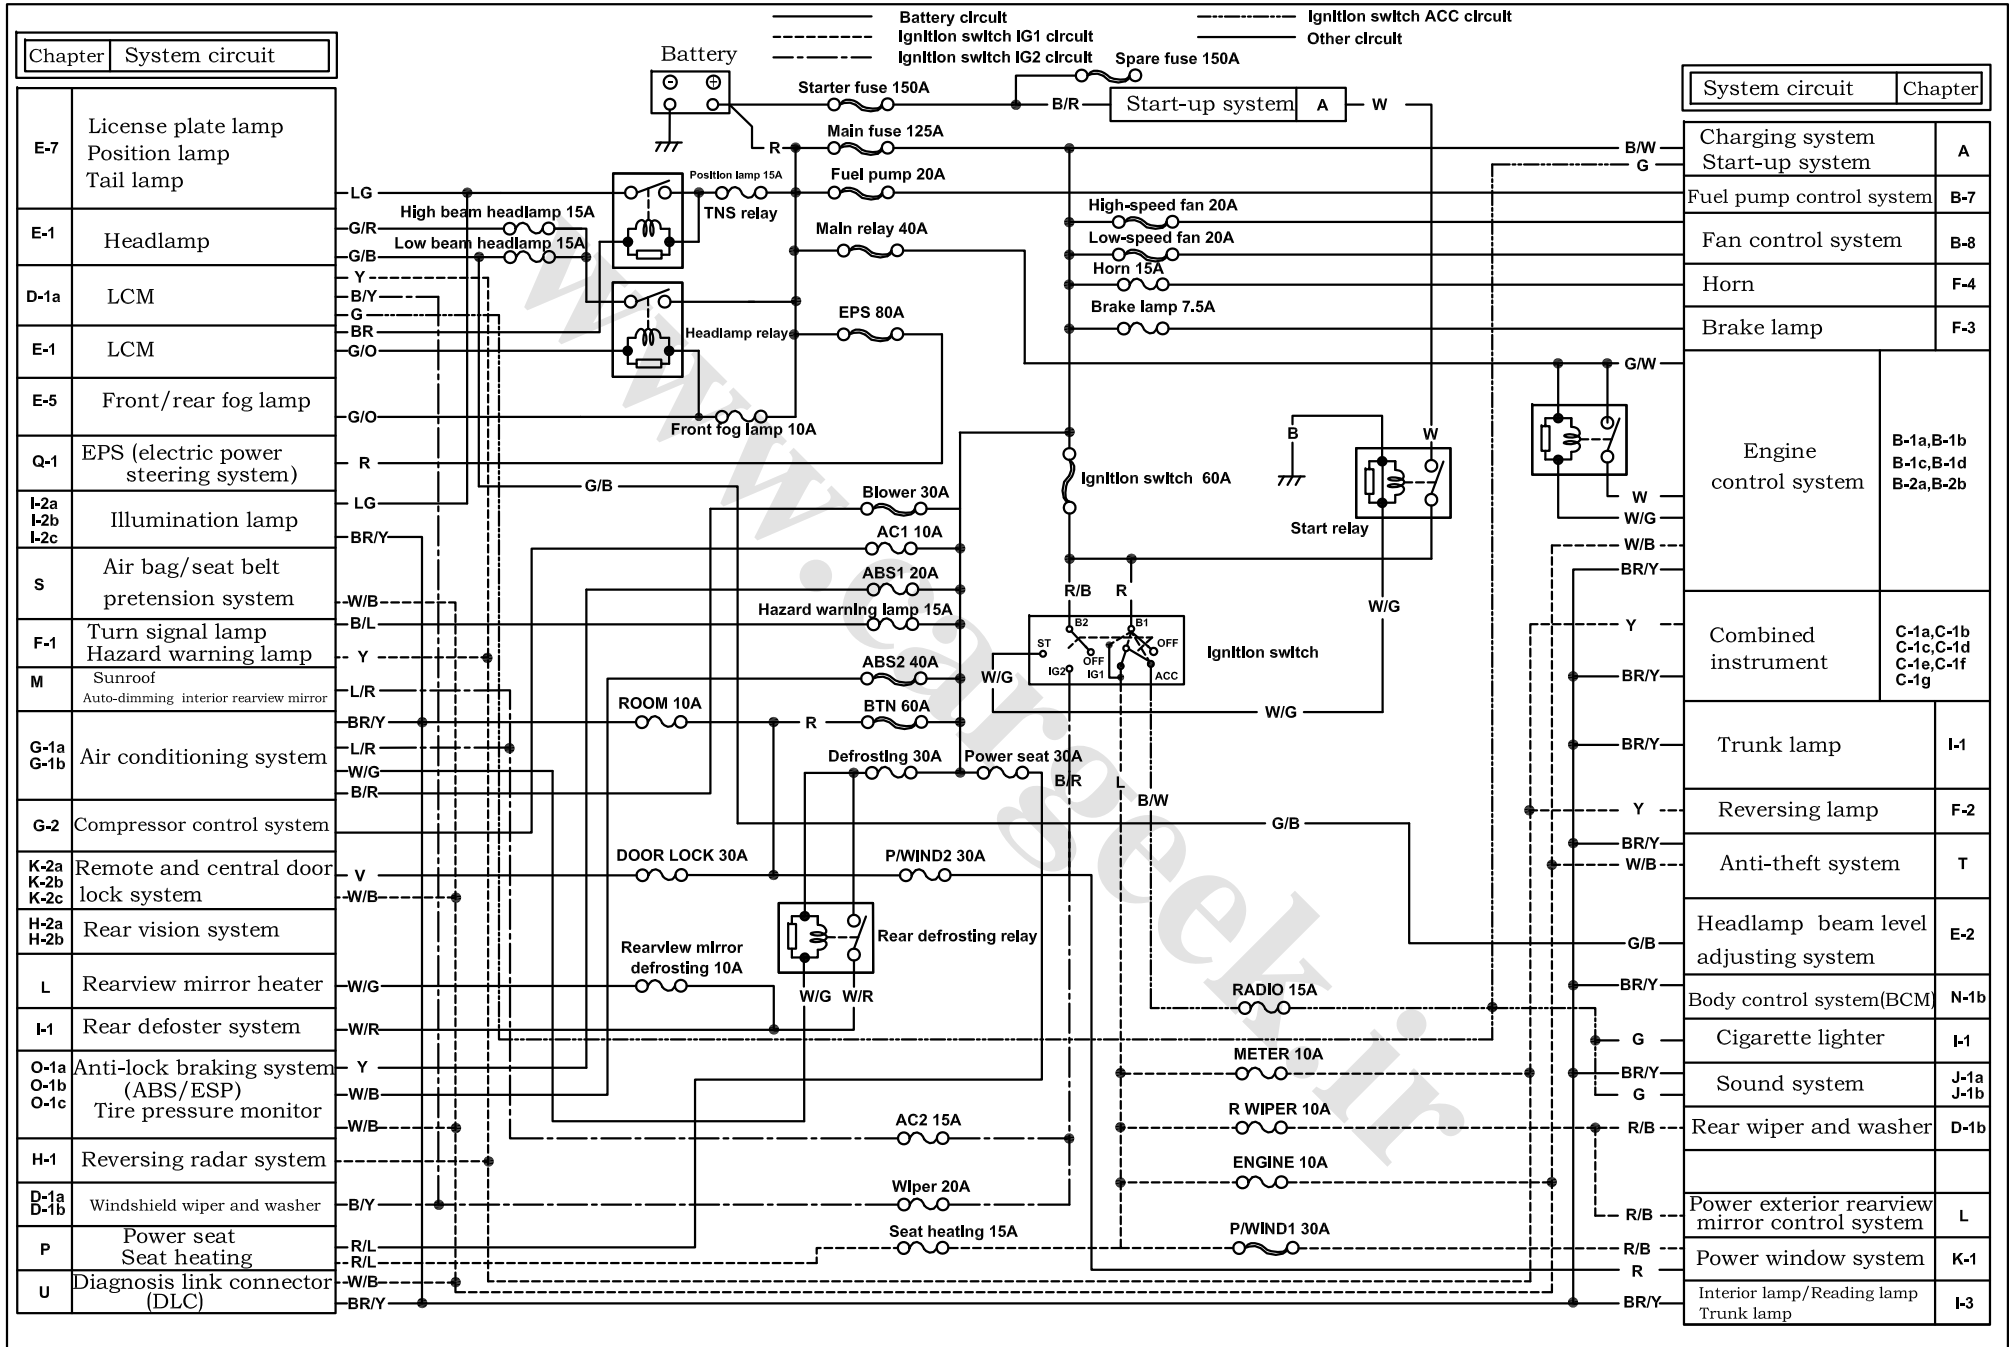 Battery circuit
Ignition switch IG1 circuit
Ignition switch IG2 circuit
Ignition switch ACC circuit
Other circuit
Chapter System circuit
E-7 License plate lamp
Position lamp
Tail lamp
E-1 Headlamp
D-1a LCM
E-1 LCM
E-5 Front/rear fog lamp
Q-1 EPS (electric power
steering system)
I-2a
I-2b
I-2c
Illumination lamp
S Air bag/seat belt
pretension system
F-1 Turn signal lamp
Hazard warning lamp
M Sunroof
Auto-dimming interior rearview mirror
G-1a
G-1b
Air conditioning system
G-2 Compressor control system
K-2a
K-2b
K-2c
Remote and central door
lock system
H-2a
H-2b
Rear vision system
L Rearview mirror heater
I-1 Rear defoster system
O-1a
O-1b
O-1c
Anti-lock braking system
(ABS/ESP)
Tire pressure monitor
H-1 Reversing radar system
D-1a
D-1b
Windshield wiper and washer
P Power seat
Seat heating
U Diagnosis link connector
(DLC)
LG
G/R
G/B
Y
B/Y
G
BR
G/O
G/O
R
LG
BR/Y
W/B
B/L
Y
L/R
BR/Y
L/R
W/G
B/R
V
W/B
W/G
W/R
Y
W/B
W/B
B/Y
R/L
R/L
W/B
BR/Y
Battery
Starter fuse 150A
Spare fuse 150A
B/R
Start-up system A
W
Main fuse 125A
R
Position lamp 15A
TNS relay
Fuel pump 20A
High beam headlamp 15A
Low beam headlamp 15A
Main relay 40A
High-speed fan 20A
Low-speed fan 20A
Horn 15A
Brake lamp 7.5A
EPS 80A
Headlamp relay
Front fog lamp 10A
G/B
Blower 30A
AC1 10A
ABS1 20A
Hazard warning lamp 15A
ABS2 40A
ROOM 10A
R
BTN 60A
Defrosting 30A
Power seat 30A
Ignition switch 60A
B
W
Start relay
R/B
R
W/G
B2
B1
ST
OFF
OFF
IG2
IG1
ACC
Ignition switch
W/G
W/G
B/R
L
B/W
G/B
DOOR LOCK 30A
P/WIND2 30A
Rear defrosting relay
Rearview mirror
defrosting 10A
W/G
W/R
RADIO 15A
METER 10A
R WIPER 10A
AC2 15A
ENGINE 10A
Wiper 20A
Seat heating 15A
P/WIND1 30A
B/W
G
G/W
W
W/G
W/B
BR/Y
Y
BR/Y
BR/Y
Y
BR/Y
W/B
G/B
BR/Y
G
BR/Y
G
R/B
R/B
R/B
R
BR/Y
System circuit Chapter
Charging system
Start-up system
A
Fuel pump control system B-7
Fan control system B-8
Horn F-4
Brake lamp F-3
Engine
control system
B-1a,B-1b
B-1c,B-1d
B-2a,B-2b
Combined
instrument
C-1a,C-1b
C-1c,C-1d
C-1e,C-1f
C-1g
Trunk lamp I-1
Reversing lamp F-2
Anti-theft system T
Headlamp beam level
adjusting system
E-2
Body control system(BCM) N-1b
Cigarette lighter I-1
Sound system J-1a
J-1b
Rear wiper and washer D-1b
Power exterior rearview
mirror control system
L
Power window system K-1
Interior lamp/Reading lamp
Trunk lamp
I-3
www.cargeek.ir